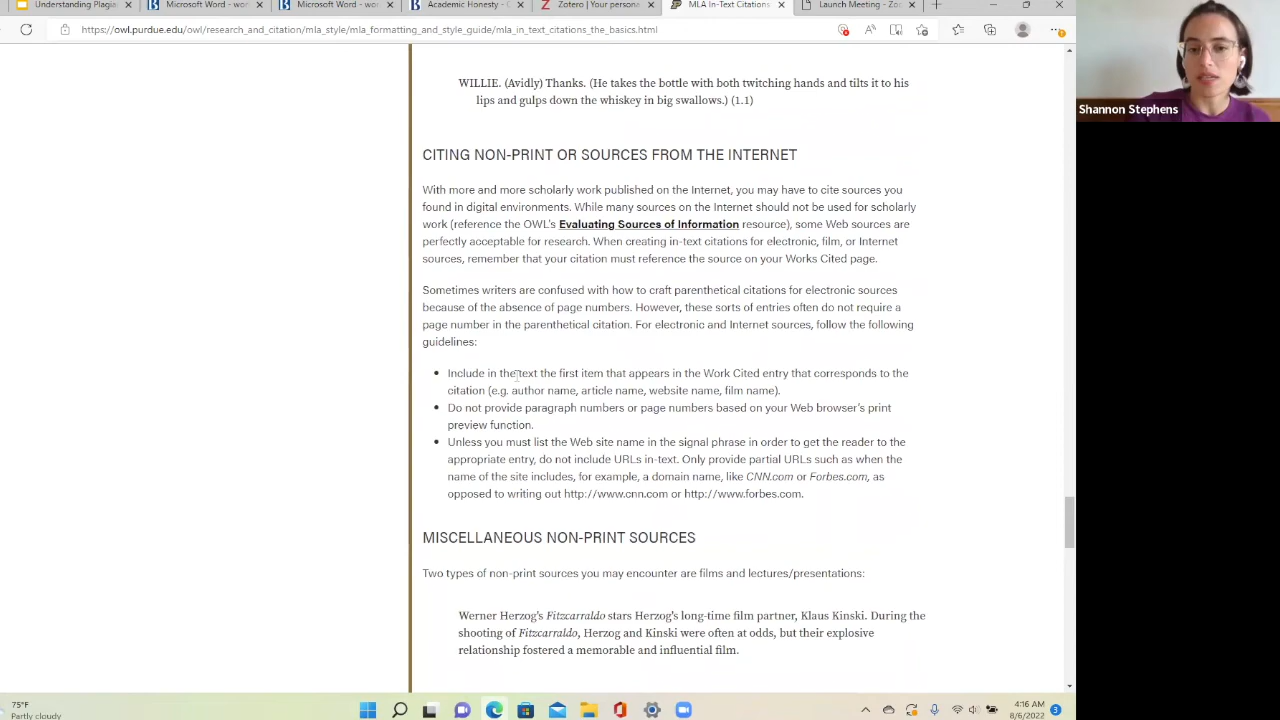 Understanding Plagia
Microsoft Word - wor
Microsoft Word - wor
Academic Honesty - C
Zotero | Your persona
MLA In-Text Citations
Launch Meeting - Zoo
https://owl.purdue.edu/owl/research_and_citation/mla_style/mla_formatting_and_style_guide/mla_in_text_citations_the_basics.html
WILLIE. (Avidly) Thanks. (He takes the bottle with both twitching hands and tilts it to his
lips and gulps down the whiskey in big swallows.) (1.1)
Shannon Stephens
CITING NON-PRINT OR SOURCES FROM THE INTERNET
With more and more scholarly work published on the Internet, you may have to cite sources you
found in digital environments. While many sources on the Internet should not be used for scholarly
work (reference the OWL's Evaluating Sources of Information resource), some Web sources are
perfectly acceptable for research. When creating in-text citations for electronic, film, or Internet
sources, remember that your citation must reference the source on your Works Cited page.
Sometimes writers are confused with how to craft parenthetical citations for electronic sources
because of the absence of page numbers. However, these sorts of entries often do not require a
page number in the parenthetical citation. For electronic and Internet sources, follow the following
guidelines:
• Include in the text the first item that appears in the Work Cited entry that corresponds to the
citation (e.g. author name, article name, website name, film name).
• Do not provide paragraph numbers or page numbers based on your Web browser's print
preview function.
• Unless you must list the Web site name in the signal phrase in order to get the reader to the
appropriate entry, do not include URLs in-text. Only provide partial URLs such as when the
name of the site includes, for example, a domain name, like CNN.com or Forbes.com, as
opposed to writing out http://www.cnn.com or http://www.forbes.com.
MISCELLANEOUS NON-PRINT SOURCES
Two types of non-print sources you may encounter are films and lectures/presentations:
Werner Herzog's Fitzcarraldo stars Herzog's long-time film partner, Klaus Kinski. During the
shooting of Fitzcarraldo, Herzog and Kinski were often at odds, but their explosive
relationship fostered a memorable and influential film.
75°F
Partly cloudy
4:16 AM
8/6/2022
3